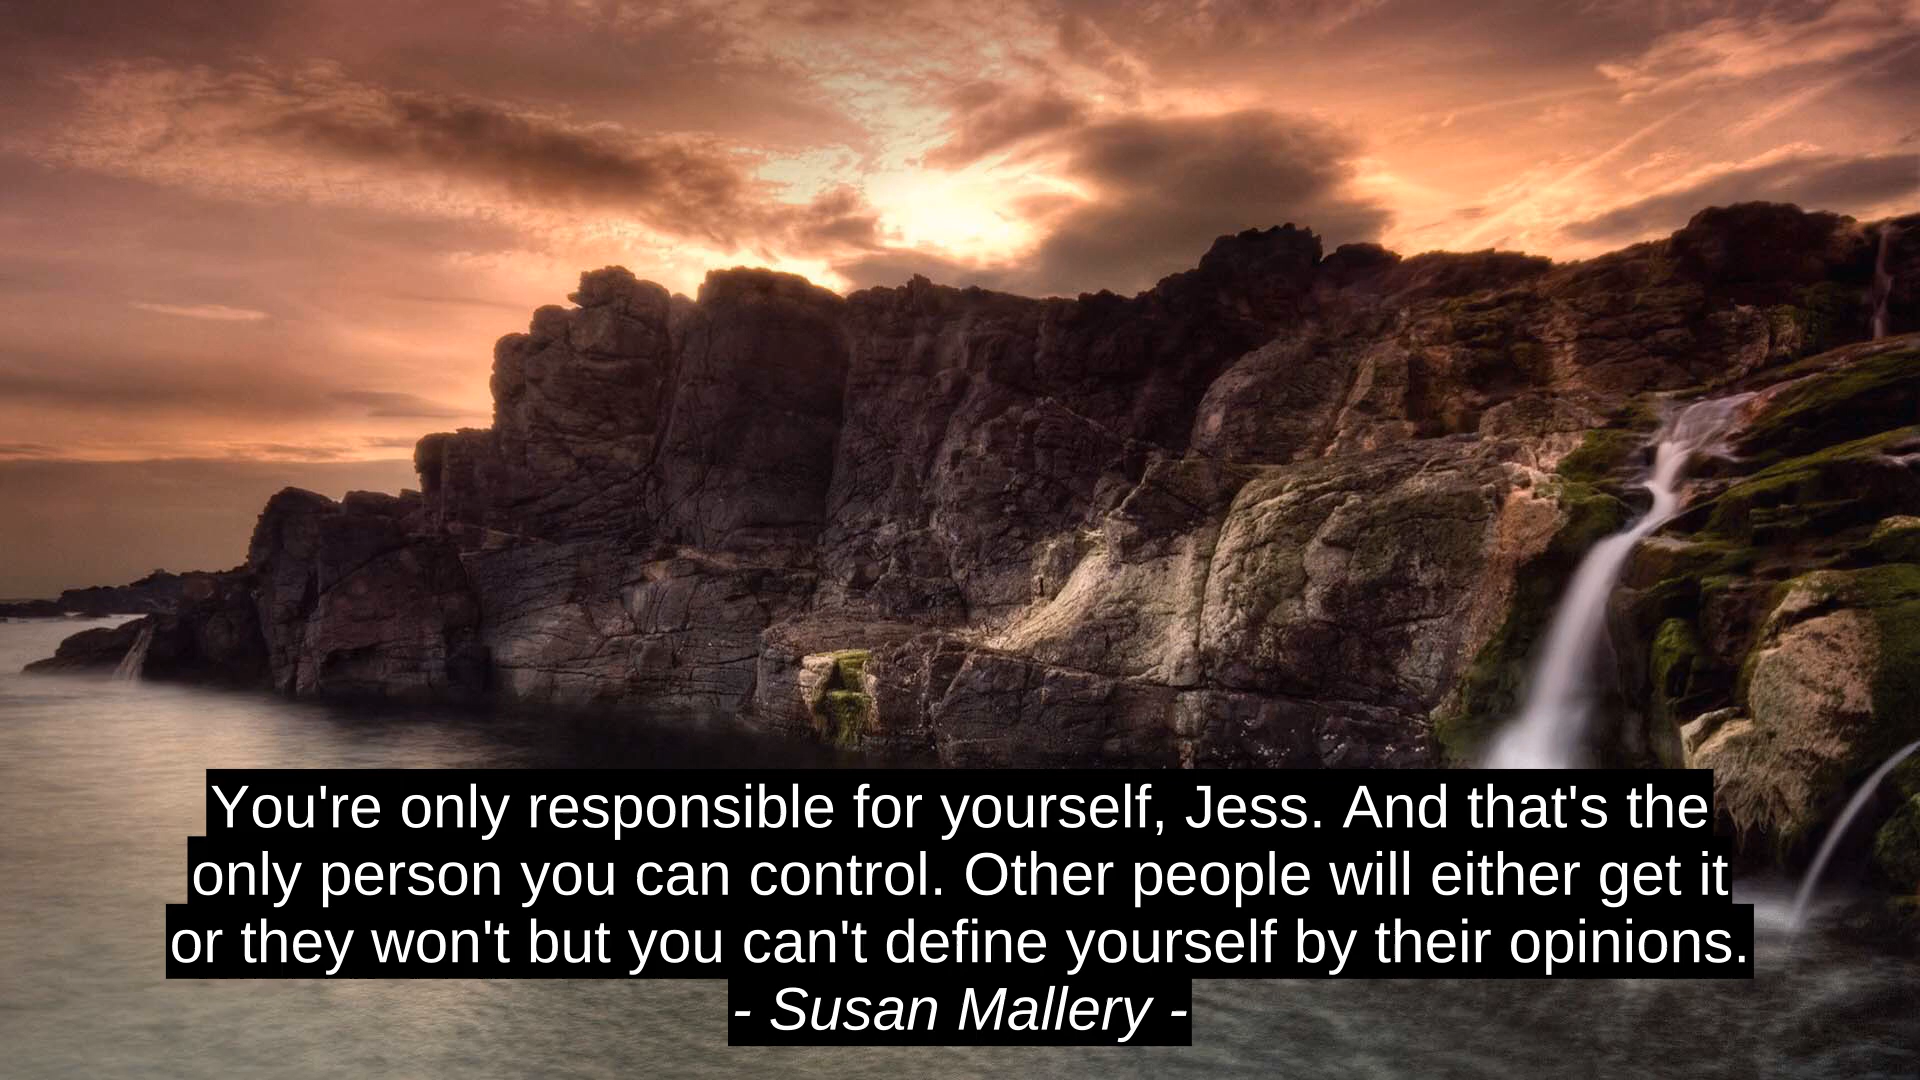 You're only responsible for yourself, Jess. And that's the
only person you can control. Other people will either get it
or they won't but you can't define yourself by their opinions.
- Susan Mallery -